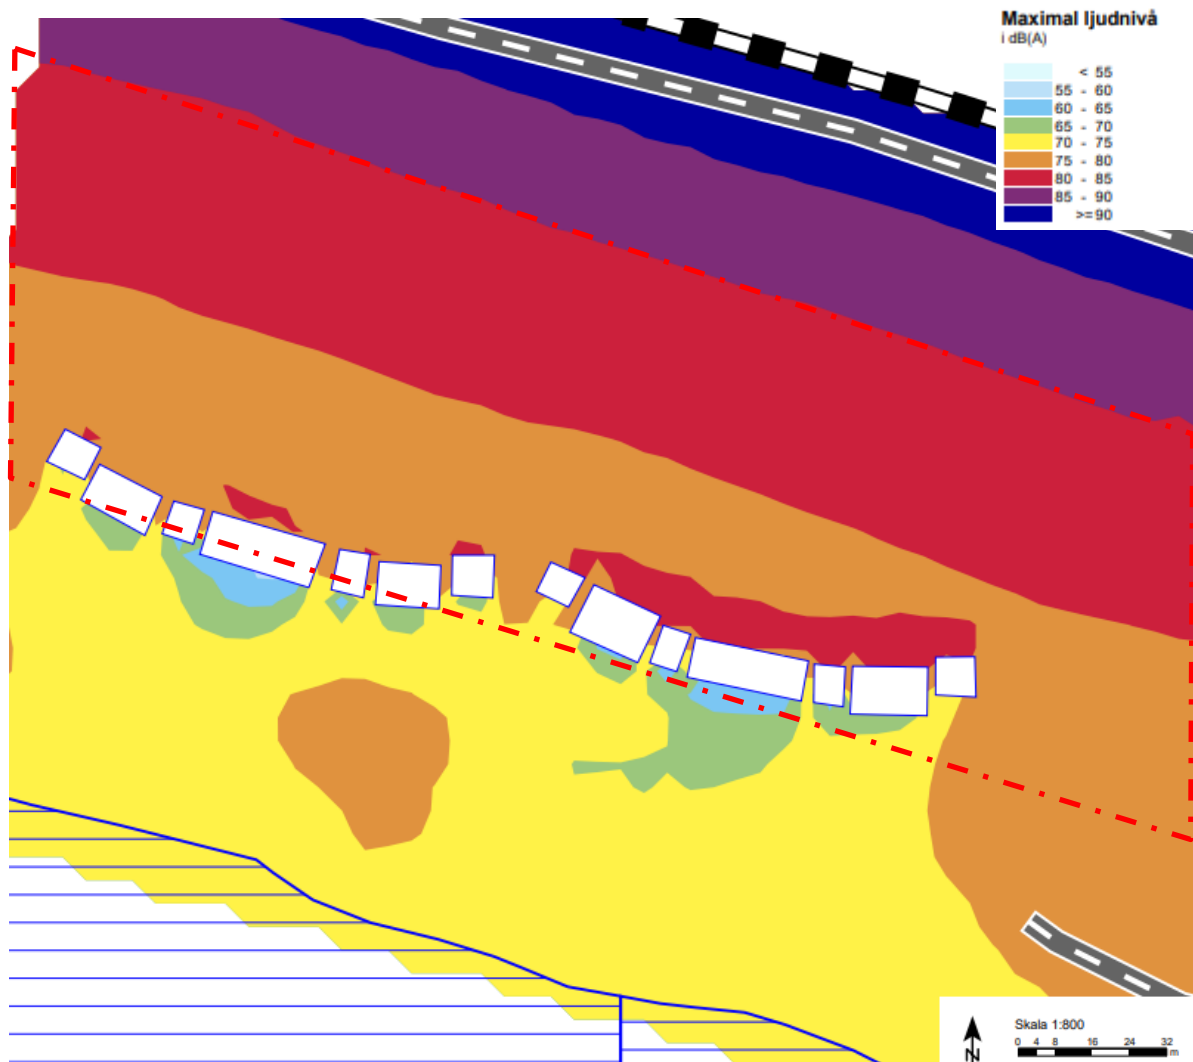 Maximal ljudnivå
i dB(A)
< 55
55 - 60
60 - 65
65 - 70
70 - 75
75 - 80
80 - 85
85 - 90
>=90
N
Skala 1:800
0 4 8 16 24 32
m